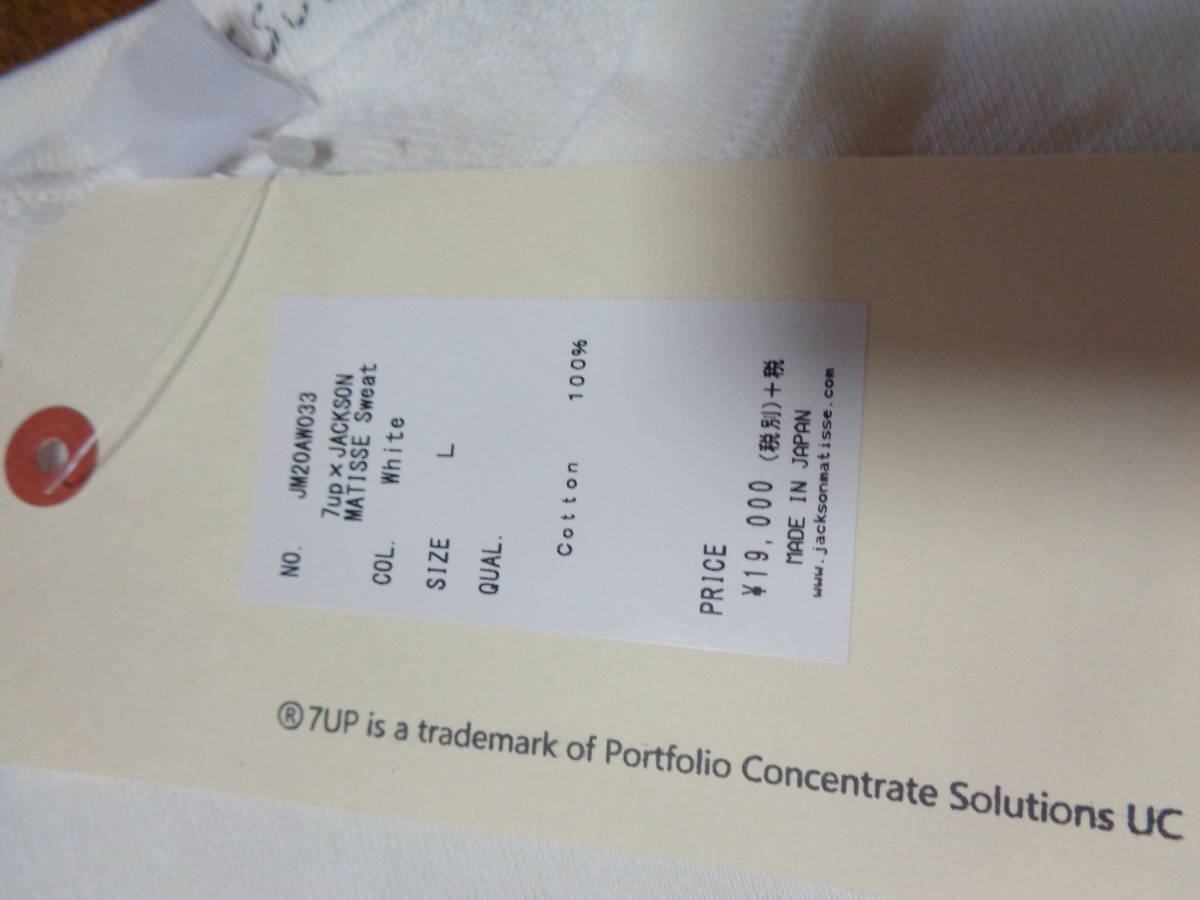 NO. JM20AW033
7up×JACKSON
MATISSE Sweat
COL. White
SIZE L
QUAL.
Cotton 100%
PRICE
¥19,000 (税別)+税
MADE IN JAPAN
www.jacksonmatisse.com
®7UP is a trademark of Portfolio Concentrate Solutions UC